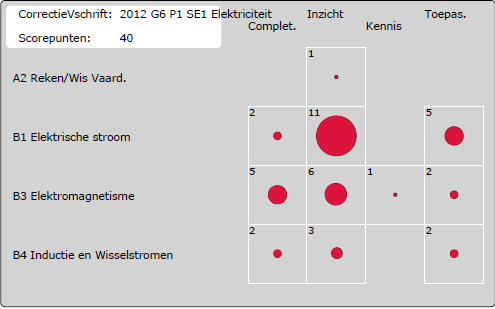 CorrectieVschrift: 2012 G6 P1 SE1 Elektriciteit Inzicht Toepas.
Complet. Kennis
Scorepunten: 40
1
A2 Reken/Wis Vaard.
2 11 5
B1 Elektrische stroom
5 6 1 2
B3 Elektromagnetisme
2 3 2
B4 Inductie en Wisselstromen